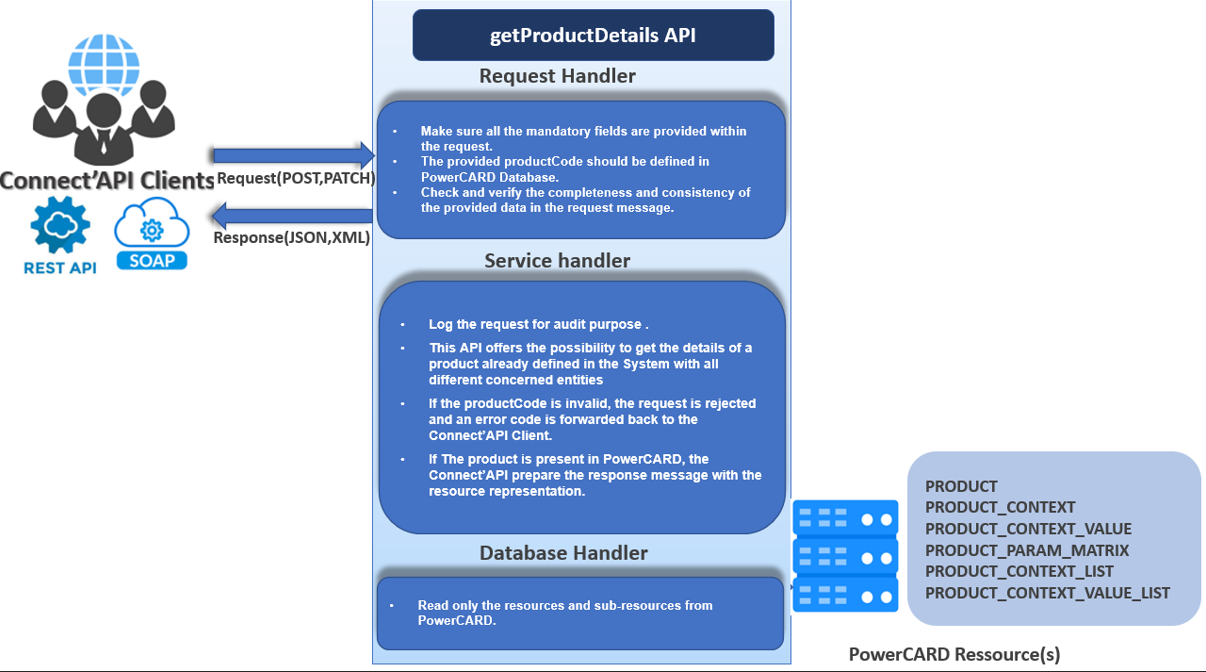 getProductDetails API
Request Handler
• Make sure all the mandatory fields are provided within
the request.
• The provided productCode should be defined in
PowerCARD Database.
• Check and verify the completeness and consistency of
the provided data in the request message.
Connect'API Clients
Request(POST,PATCH)
Response(JSON,XML)
REST API
SOAP
Service handler
• Log the request for audit purpose .
• This API offers the possibility to get the details of a
product already defined in the System with all
different concerned entities
• If the productCode is invalid, the request is rejected
and an error code is forwarded back to the
Connect'API Client.
• If The product is present in PowerCARD, the
Connect'API prepare the response message with the
resource representation.
Database Handler
• Read only the resources and sub-resources from
PowerCARD.
PRODUCT
PRODUCT_CONTEXT
PRODUCT_CONTEXT_VALUE
PRODUCT_PARAM_MATRIX
PRODUCT_CONTEXT_LIST
PRODUCT_CONTEXT_VALUE_LIST
PowerCARD Ressource(s)